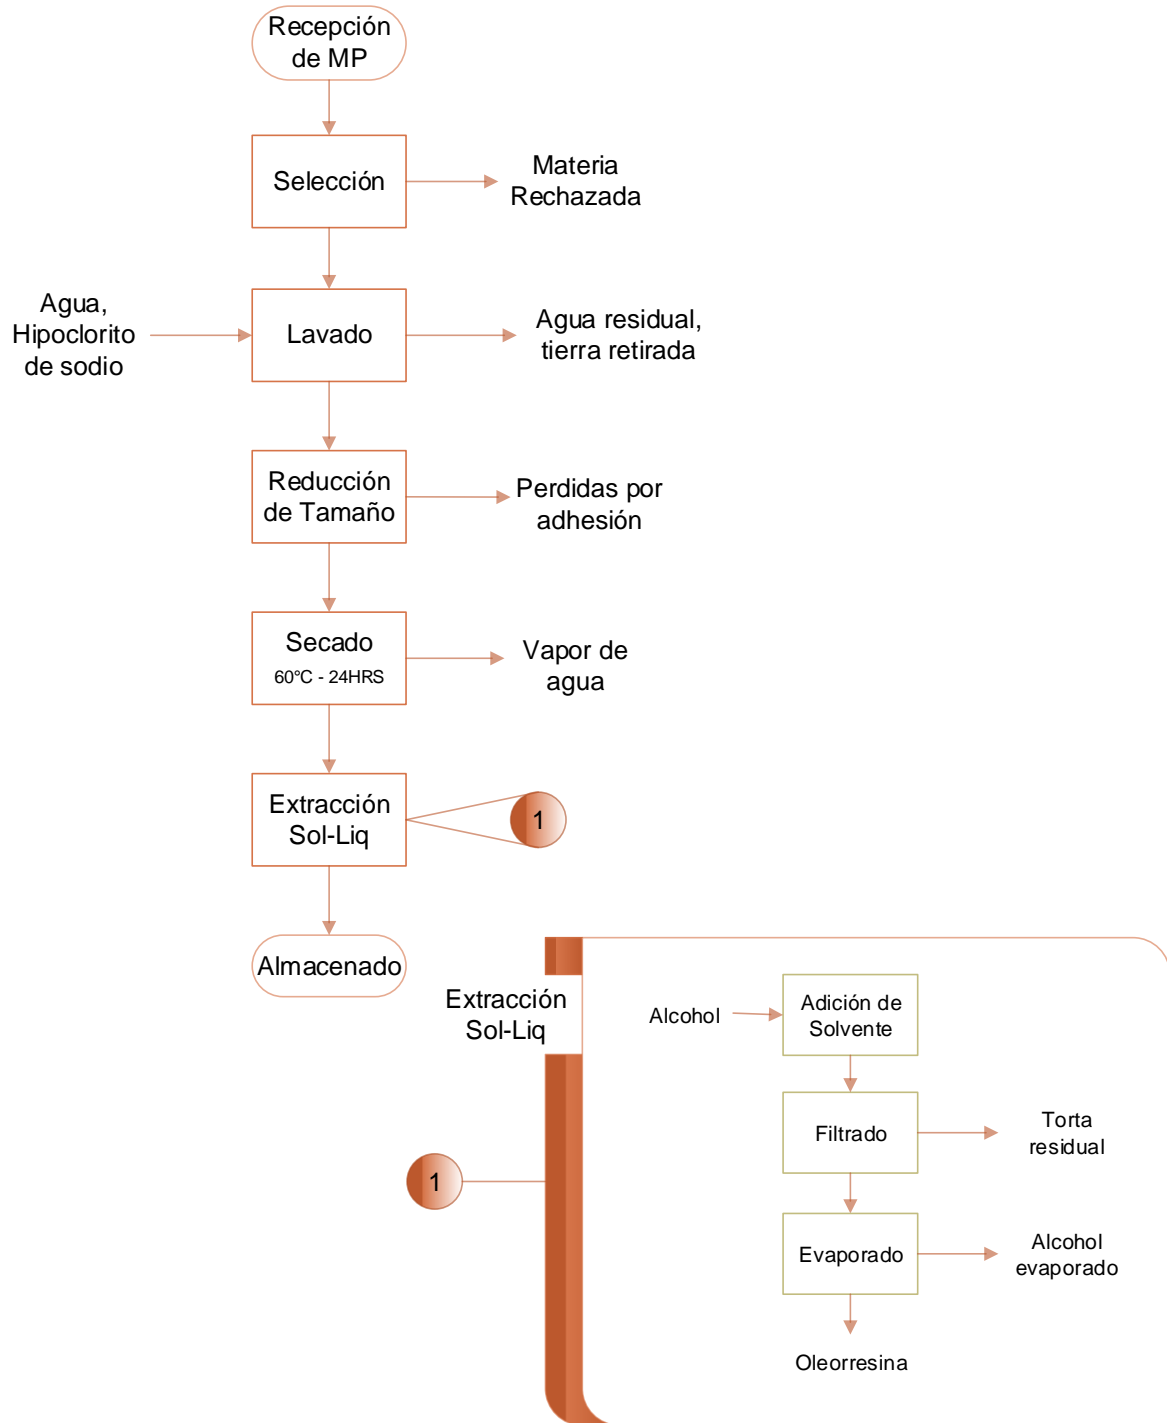 Recepción
de MP
Selección
Materia
Rechazada
Agua,
Hipoclorito
de sodio
Lavado
Agua residual,
tierra retirada
Reducción
de Tamaño
Perdidas por
adhesión
Secado
60°C - 24HRS
Vapor de
agua
Extracción
Sol-Liq
1
Almacenado
Extracción
Sol-Liq
Alcohol
Adición de
Solvente
Filtrado
Torta
residual
1
Evaporado
Alcohol
evaporado
Oleorresina